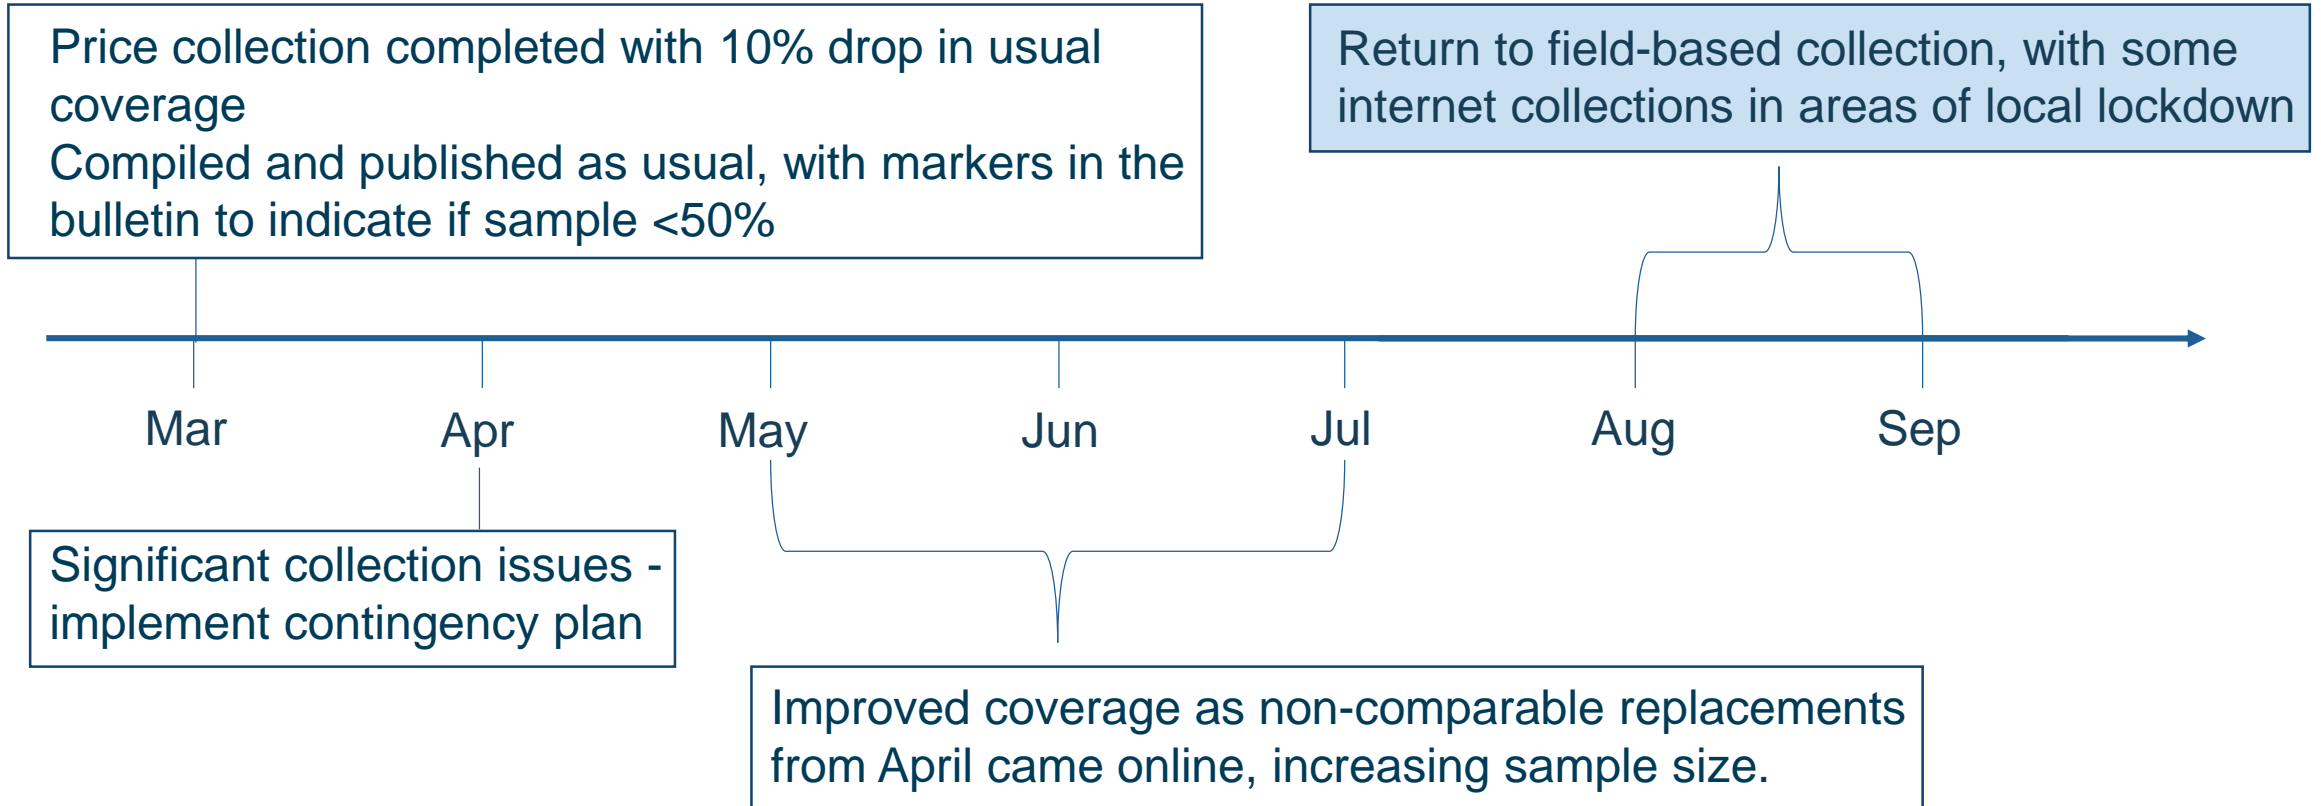 Price collection completed with 10% drop in usual
coverage
Compiled and published as usual, with markers in the
bulletin to indicate if sample <50%
Return to field-based collection, with some
internet collections in areas of local lockdown
Mar
Apr
May
Jun
Jul
Aug
Sep
Significant collection issues -
implement contingency plan
Improved coverage as non-comparable replacements
from April came online, increasing sample size.